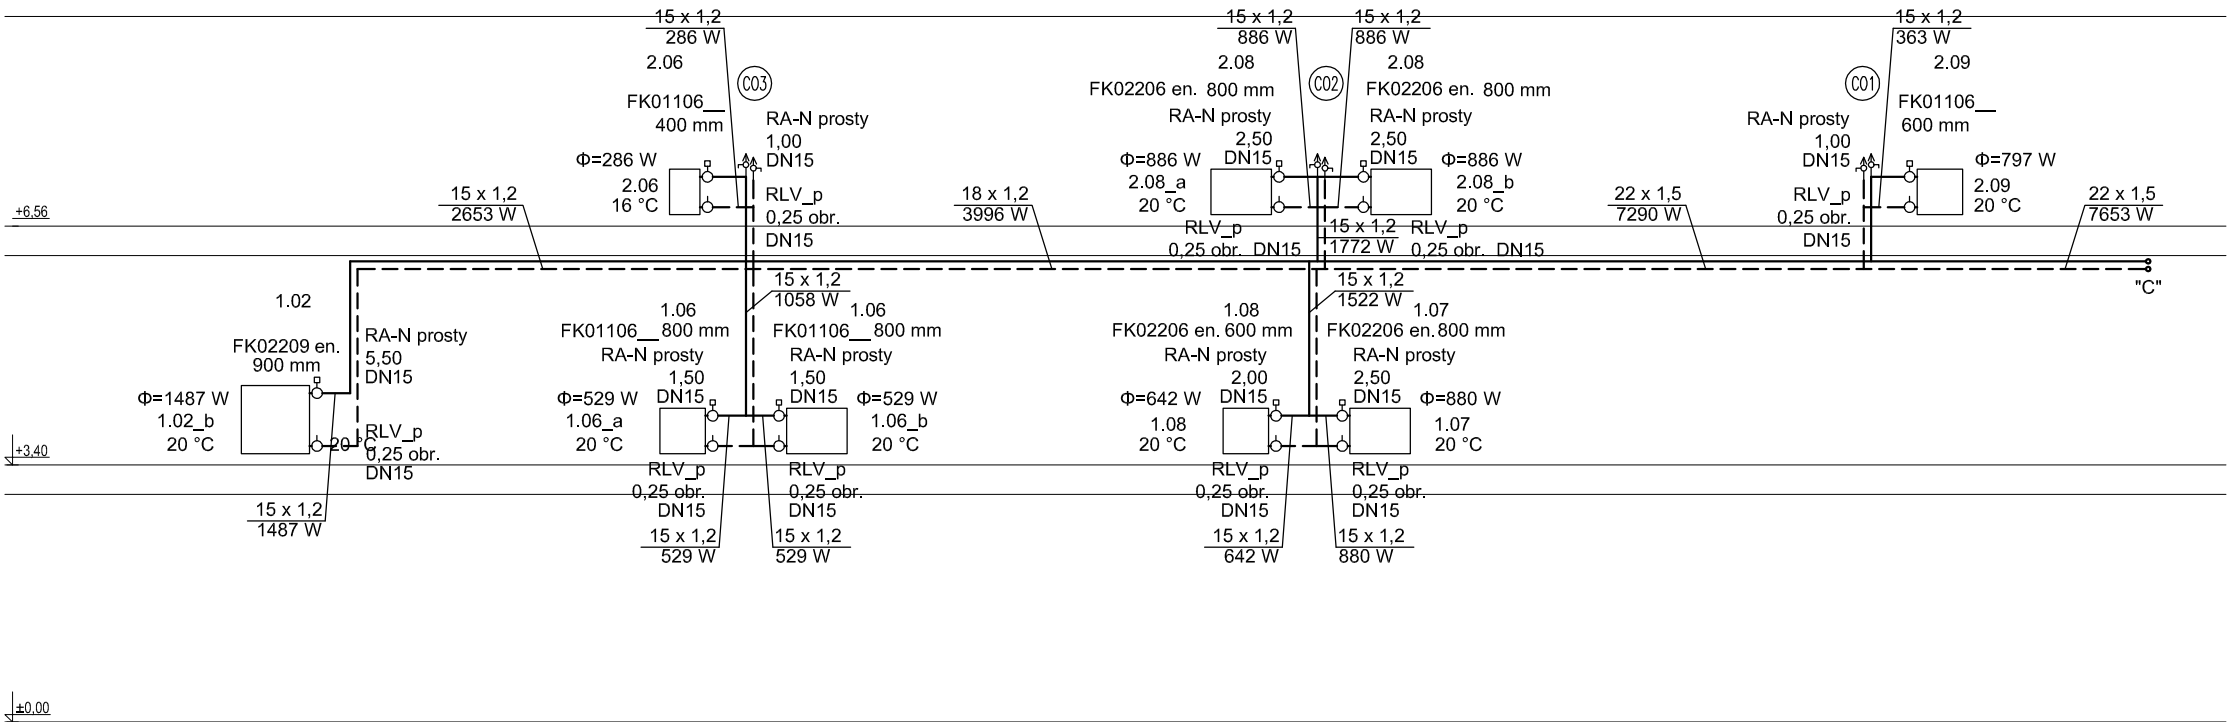 15 x 1,2
286 W
2.06
C03
FK01106__
400 mm
RA-N prosty
1,00
DN15
Φ=286 W
2.06
16 °C
RLV_p
0,25 obr.
DN15
15 x 1,2
886 W
15 x 1,2
886 W
2.08
C02
2.08
FK02206 en. 800 mm
FK02206 en. 800 mm
RA-N prosty
2,50
DN15
RA-N prosty
2,50
DN15
Φ=886 W
2.08_a
20 °C
Φ=886 W
2.08_b
20 °C
RLV_p
0,25 obr. DN15
15 x 1,2
1772 W
RLV_p
0,25 obr. DN15
15 x 1,2
363 W
2.09
C01
FK01106__
600 mm
RA-N prosty
1,00
DN15
Φ=797 W
2.09
20 °C
RLV_p
0,25 obr.
DN15
+6,56
15 x 1,2
2653 W
18 x 1,2
3996 W
22 x 1,5
7290 W
22 x 1,5
7653 W
"C"
1.02
FK02209 en.
900 mm
RA-N prosty
5,50
DN15
Φ=1487 W
1.02_b
20 °C
20 °C
RLV_p
0,25 obr.
DN15
15 x 1,2
1487 W
15 x 1,2
1058 W
1.06
FK01106__ 800 mm
RA-N prosty
1,50
DN15
1.06
FK01106__ 800 mm
RA-N prosty
1,50
DN15
Φ=529 W
1.06_a
20 °C
Φ=529 W
1.06_b
20 °C
RLV_p
0,25 obr.
DN15
RLV_p
0,25 obr.
DN15
15 x 1,2
529 W
15 x 1,2
529 W
15 x 1,2
1522 W
1.08
FK02206 en. 600 mm
RA-N prosty
2,00
DN15
1.07
FK02206 en. 800 mm
RA-N prosty
2,50
DN15
Φ=642 W
1.08
20 °C
Φ=880 W
1.07
20 °C
RLV_p
0,25 obr.
DN15
RLV_p
0,25 obr.
DN15
15 x 1,2
642 W
15 x 1,2
880 W
+3,40
±0,00